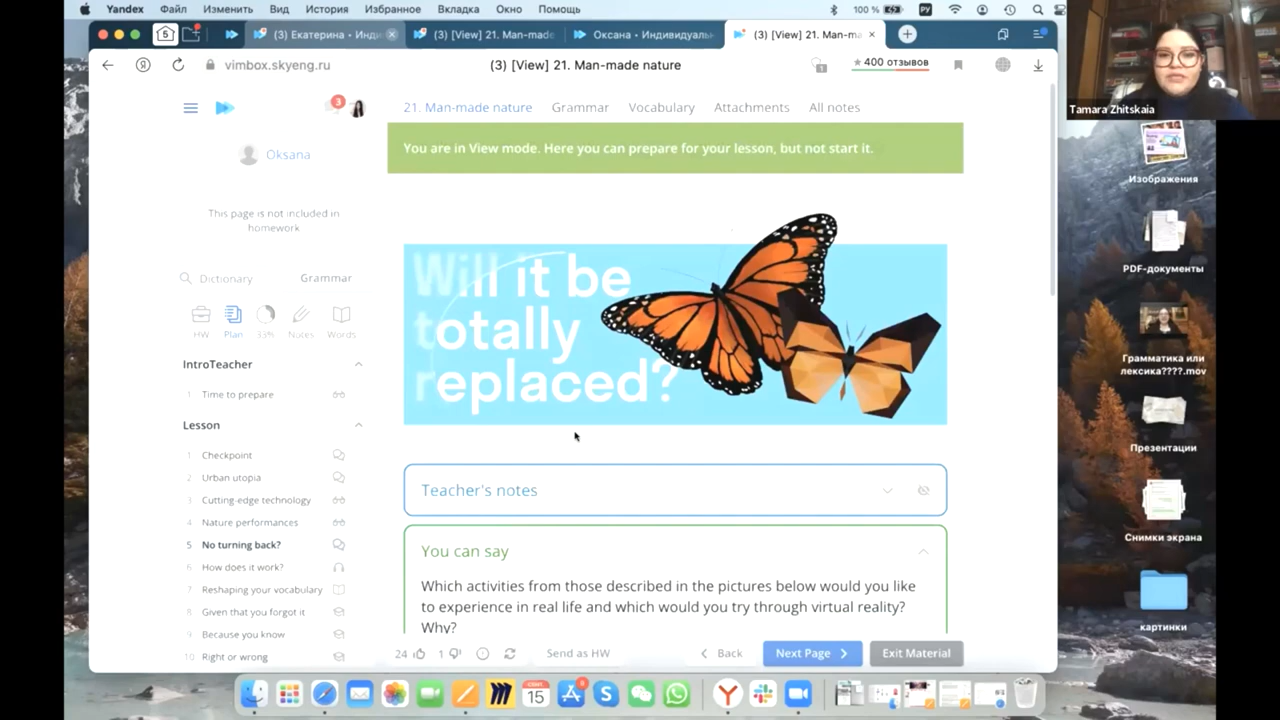 Yandex Файл Изменить Вид История Избранное Вкладка Окно Помощь
100 % РУ
5 (3) Екатерина • Инди (3) [View] 21. Man-made Оксана • Индивидуаль (3) [View] 21. Man-ma
vimbox.skyeng.ru (3) [View] 21. Man-made nature 400 отзывов
Tamara Zhitskaia
3
21. Man-made nature Grammar Vocabulary Attachments All notes
You are in View mode. Here you can prepare for your lesson, but not start it.
Oksana
This page is not included in
homework
Dictionary Grammar
HW Plan 33% Notes Words
IntroTeacher
1 Time to prepare
Lesson
1 Checkpoint
2 Urban utopia
3 Cutting-edge technology
4 Nature performances
5 No turning back?
6 How does it work?
7 Reshaping your vocabulary
8 Given that you forgot it
9 Because you know
10 Right or wrong
Will it be
totally
replaced?
Teacher's notes
You can say
Which activities from those described in the pictures below would you like
to experience in real life and which would you try through virtual reality?
Why?
24 1 Send as HW Back Next Page Exit Material
Изображения
PDF-документы
Грамматика или
лексика????.mov
Презентации
Снимки экрана
картинки
15